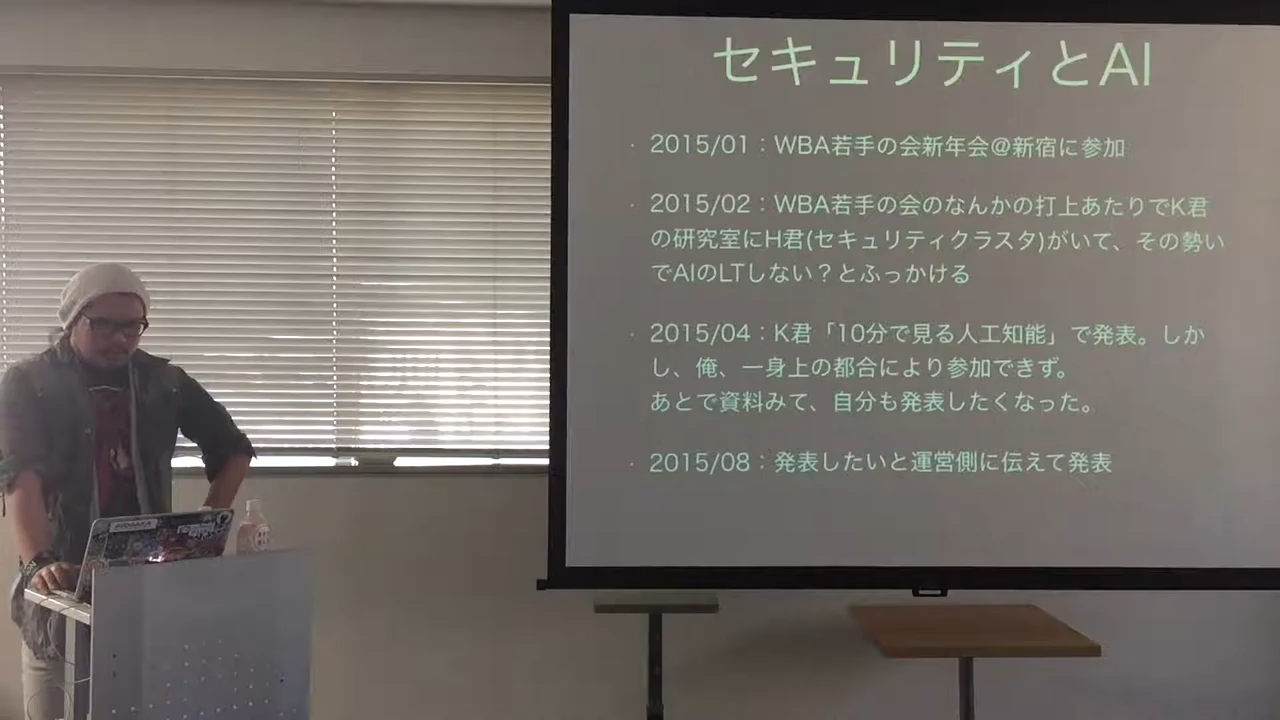 セキュリティとAI
・2015/01：WBA若手の会新年会@新宿に参加
・2015/02：WBA若手の会のなんかの打上あたりでK君
の研究室にH君(セキュリティクラスタ)がいて、その勢い
でAIのLTしない？とふっかける
・2015/04：K君「10分で見る人工知能」で発表。しか
し、俺、一身上の都合により参加できず。
あとで資料みて、自分も発表したくなった。
・2015/08：発表したいと運営側に伝えて発表